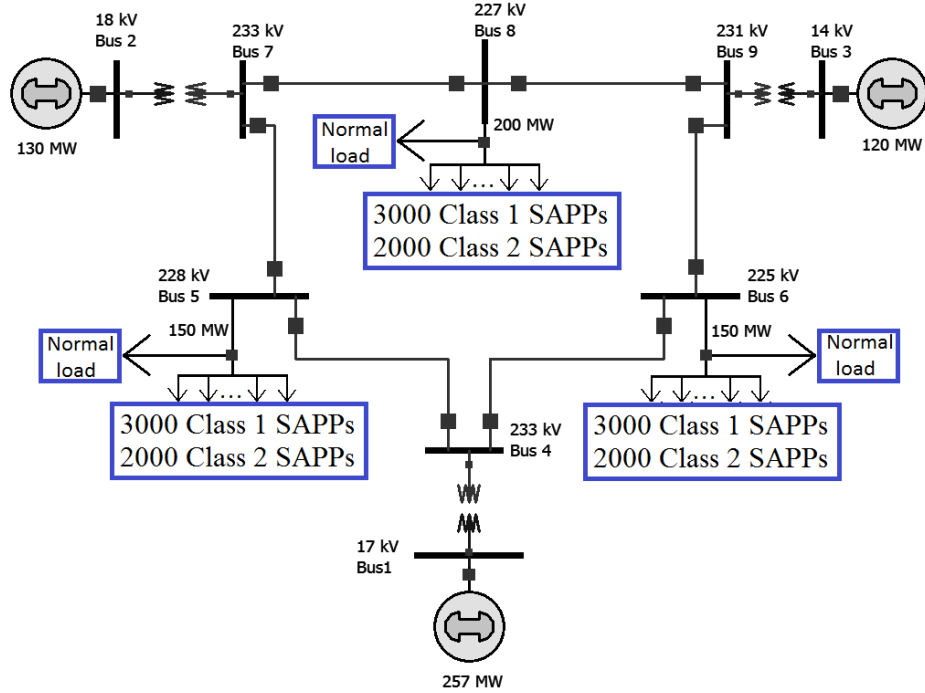 18 kV
Bus 2
233 kV
Bus 7
227 kV
Bus 8
231 kV
Bus 9
14 kV
Bus 3
130 MW
120 MW
200 MW
Normal
load
...
3000 Class 1 SAPPs
2000 Class 2 SAPPs
228 kV
Bus 5
225 kV
Bus 6
150 MW
Normal
load
...
3000 Class 1 SAPPs
2000 Class 2 SAPPs
150 MW
Normal
load
...
3000 Class 1 SAPPs
2000 Class 2 SAPPs
233 kV
Bus 4
17 kV
Bus1
257 MW